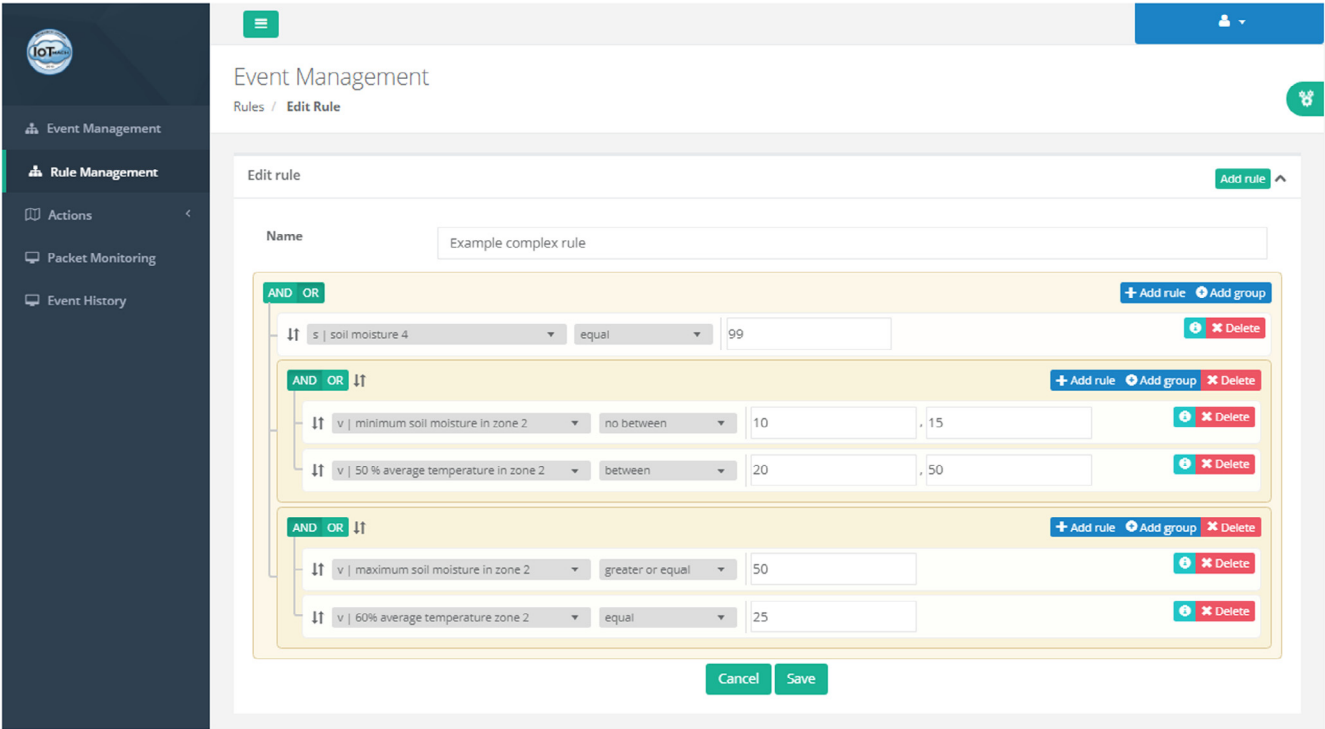 IoT
Event Management
Rules / Edit Rule
Event Management
Rule Management
Actions
Packet Monitoring
Event History
Edit rule
Add rule
Name
Example complex rule
AND OR
Add rule Add group
s | soil moisture 4 equal 99 Delete
AND OR Add rule Add group Delete
v | minimum soil moisture in zone 2 no between 10 , 15 Delete
v | 50 % average temperature in zone 2 between 20 , 50 Delete
AND OR Add rule Add group Delete
v | maximum soil moisture in zone 2 greater or equal 50 Delete
v | 60% average temperature zone 2 equal 25 Delete
Cancel Save